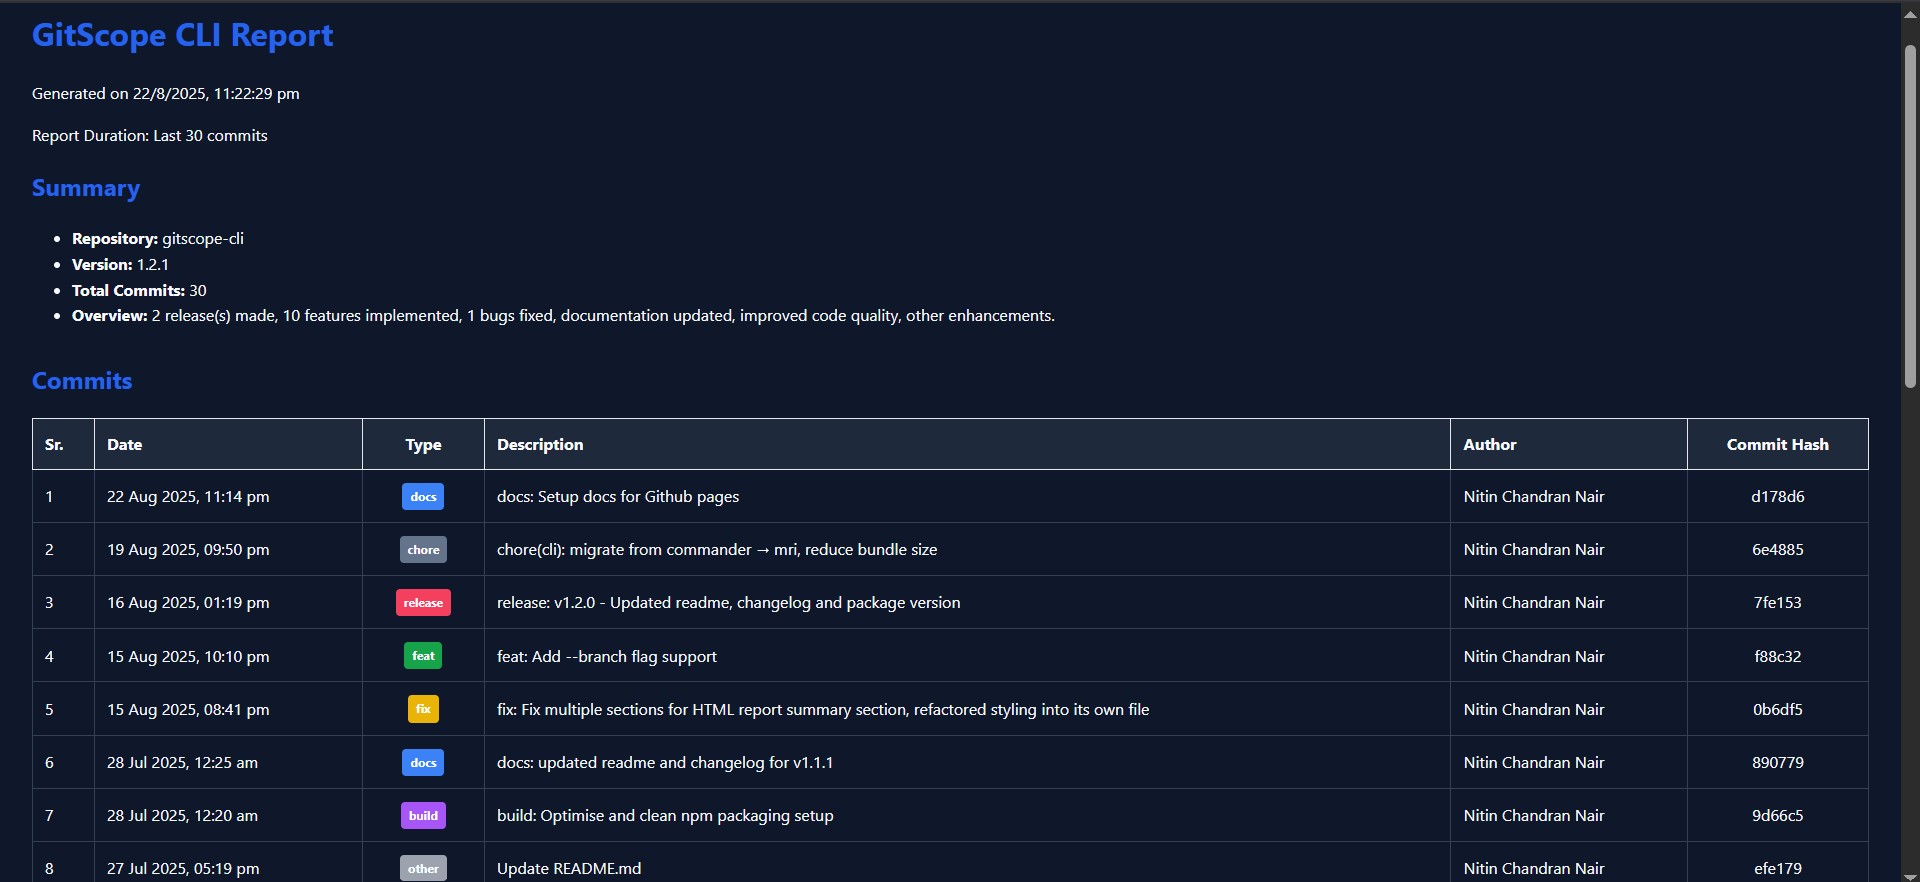 GitScope CLI Report
Generated on 22/8/2025, 11:22:29 pm
Report Duration: Last 30 commits
Summary
• Repository: gitscope-cli
• Version: 1.2.1
• Total Commits: 30
• Overview: 2 release(s) made, 10 features implemented, 1 bugs fixed, documentation updated, improved code quality, other enhancements.
Commits
Sr. Date Type Description Author Commit Hash
1 22 Aug 2025, 11:14 pm docs docs: Setup docs for Github pages Nitin Chandran Nair d178d6
2 19 Aug 2025, 09:50 pm chore chore(cli): migrate from commander → mri, reduce bundle size Nitin Chandran Nair 6e4885
3 16 Aug 2025, 01:19 pm release release: v1.2.0 - Updated readme, changelog and package version Nitin Chandran Nair 7fe153
4 15 Aug 2025, 10:10 pm feat feat: Add --branch flag support Nitin Chandran Nair f88c32
5 15 Aug 2025, 08:41 pm fix fix: Fix multiple sections for HTML report summary section, refactored styling into its own file Nitin Chandran Nair 0b6df5
6 28 Jul 2025, 12:25 am docs docs: updated readme and changelog for v1.1.1 Nitin Chandran Nair 890779
7 28 Jul 2025, 12:20 am build build: Optimise and clean npm packaging setup Nitin Chandran Nair 9d66c5
8 27 Jul 2025, 05:19 pm other Update README.md Nitin Chandran Nair efe179